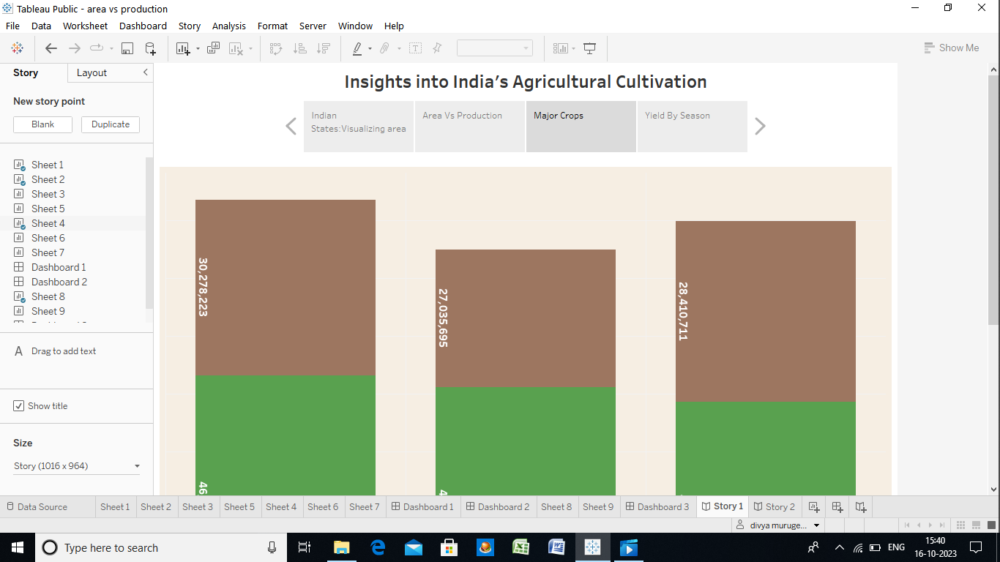 Tableau Public - area vs production
File Data Worksheet Dashboard Story Analysis Format Server Window Help
Show Me
Story Layout
New story point
Blank Duplicate
Sheet 1
Sheet 2
Sheet 3
Sheet 5
Sheet 4
Sheet 6
Sheet 7
Dashboard 1
Dashboard 2
Sheet 8
Sheet 9
A Drag to add text
Show title
Size
Story (1016 x 964)
Insights into India's Agricultural Cultivation
Indian
States:Visualizing area
Area Vs Production
Major Crops
Yield By Season
30,278,223
27,035,695
28,410,711
46
4
Data Source Sheet 1 Sheet 2 Sheet 3 Sheet 5 Sheet 4 Sheet 6 Sheet 7 Dashboard 1 Dashboard 2 Sheet 8 Sheet 9 Dashboard 3 Story 1 Story 2
divya muruge...
Type here to search
ENG
15:40
16-10-2023